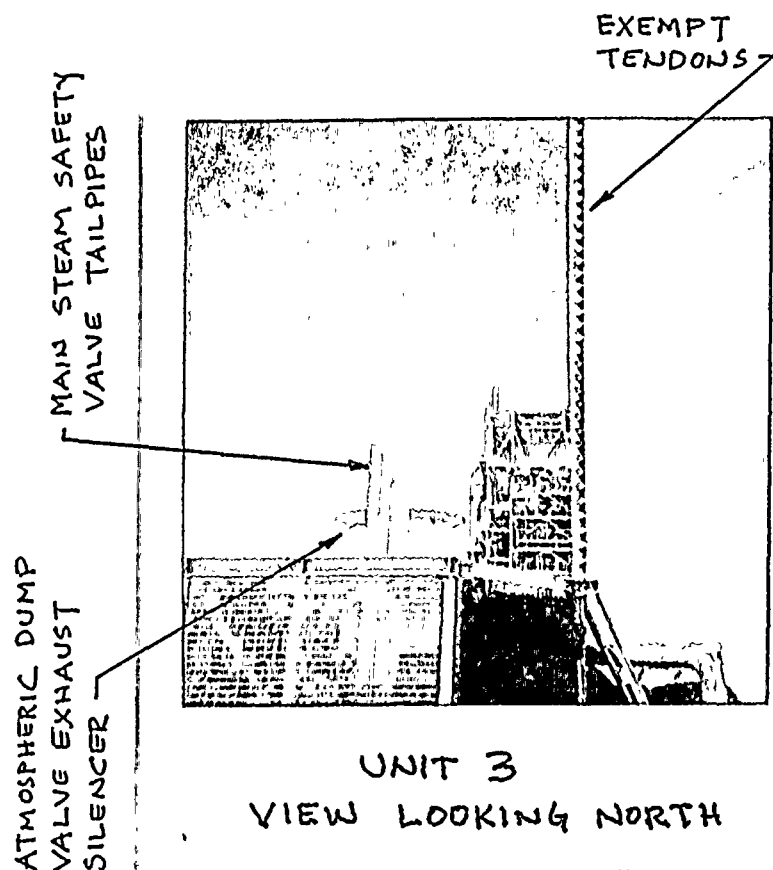 EXEMPT
TENDONS
MAIN STEAM SAFETY
VALVE TAILPIPES
ATMOSPHERIC DUMP
VALVE EXHAUST
SILENCER
UNIT 3
VIEW LOOKING NORTH